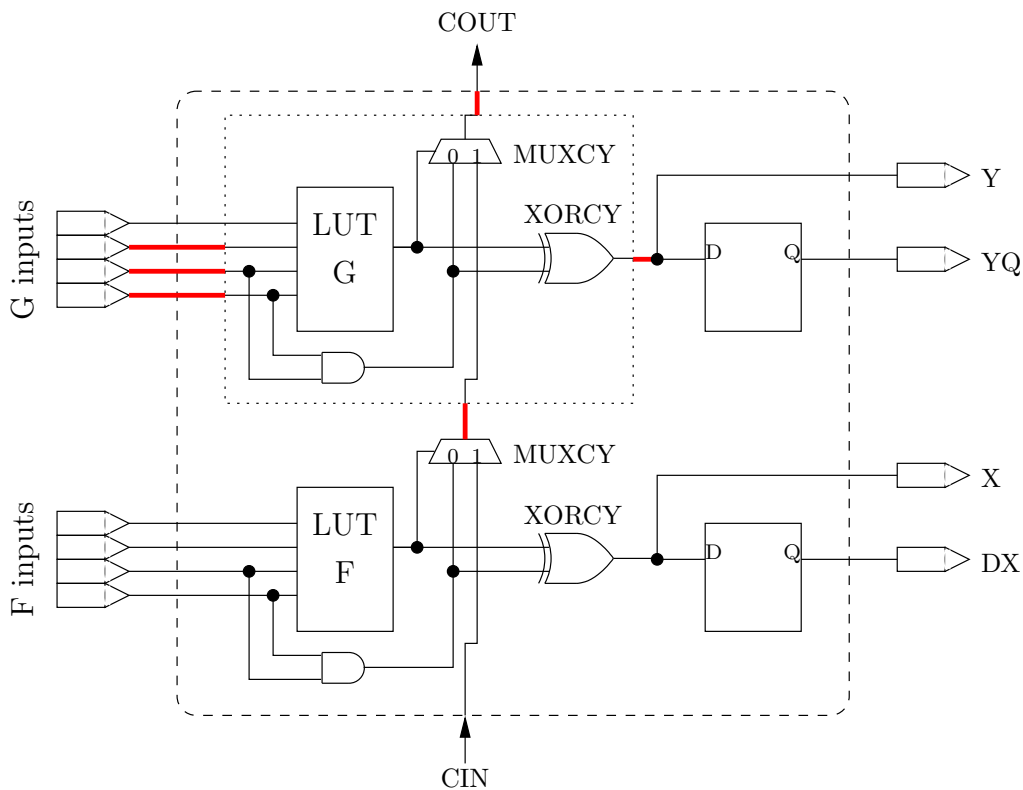 COUT
0 1
MUXCY
Y
LUT
G
XORCY
D
Q
YQ
G inputs
0 1
MUXCY
X
LUT
F
XORCY
D
Q
DX
F inputs
CIN